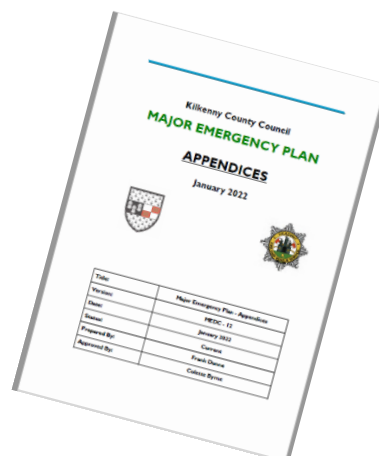 Kilkenny County Council
MAJOR EMERGENCY PLAN
APPENDICES
January 2022
Title: Major Emergency Plan - Appendices
Version: MEDC - 12
Date: January 2022
Status: Current
Prepared By: Frank Dunne
Approved By: Colette Byrne